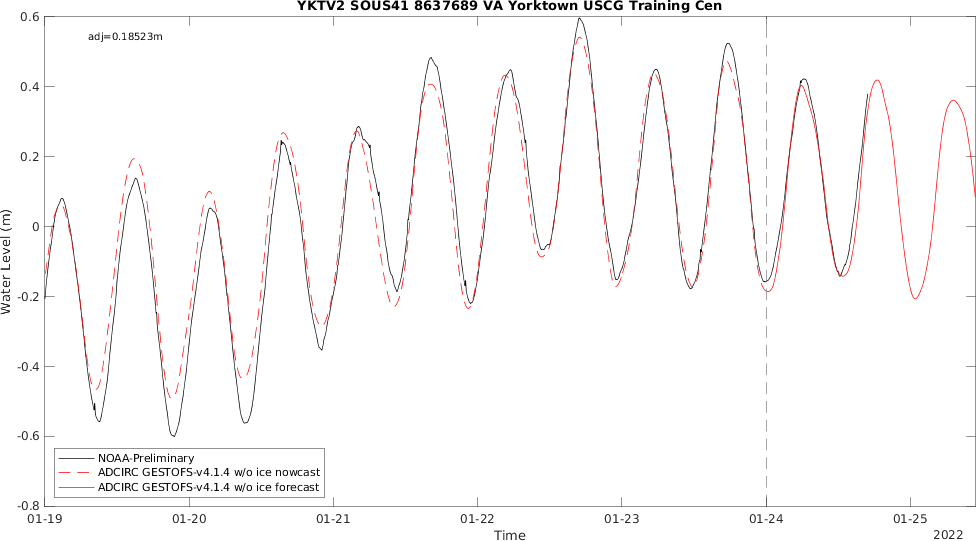 YKTV2 SOUS41 8637689 VA Yorktown USCG Training Cen
adj=0.18523m
0.6
0.4
0.2
0
-0.2
-0.4
-0.6
-0.8
Water Level (m)
NOAA-Preliminary
ADCIRC GESTOFS-v4.1.4 w/o ice nowcast
ADCIRC GESTOFS-v4.1.4 w/o ice forecast
01-19 01-20 01-21 01-22 01-23 01-24 01-25
Time
2022